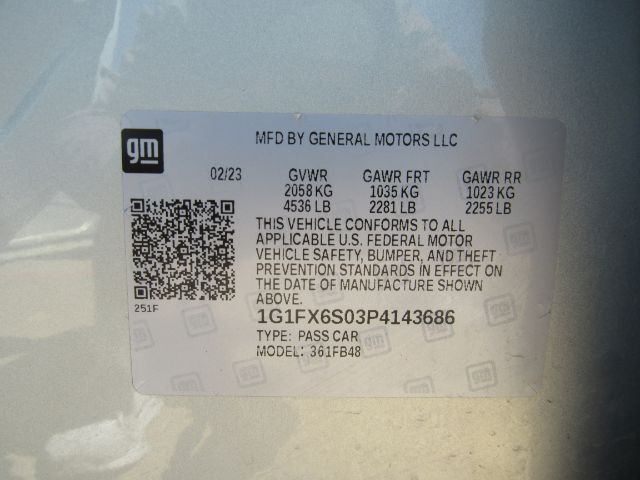 gm
MFD BY GENERAL MOTORS LLC
02/23 GVWR GAWR FRT GAWR RR
2058 KG 1035 KG 1023 KG
4536 LB 2281 LB 2255 LB
THIS VEHICLE CONFORMS TO ALL
APPLICABLE U.S. FEDERAL MOTOR
VEHICLE SAFETY, BUMPER, AND THEFT
PREVENTION STANDARDS IN EFFECT ON
THE DATE OF MANUFACTURE SHOWN
ABOVE.
251F
1G1FX6S03P4143686
TYPE: PASS CAR
MODEL: 361FB48